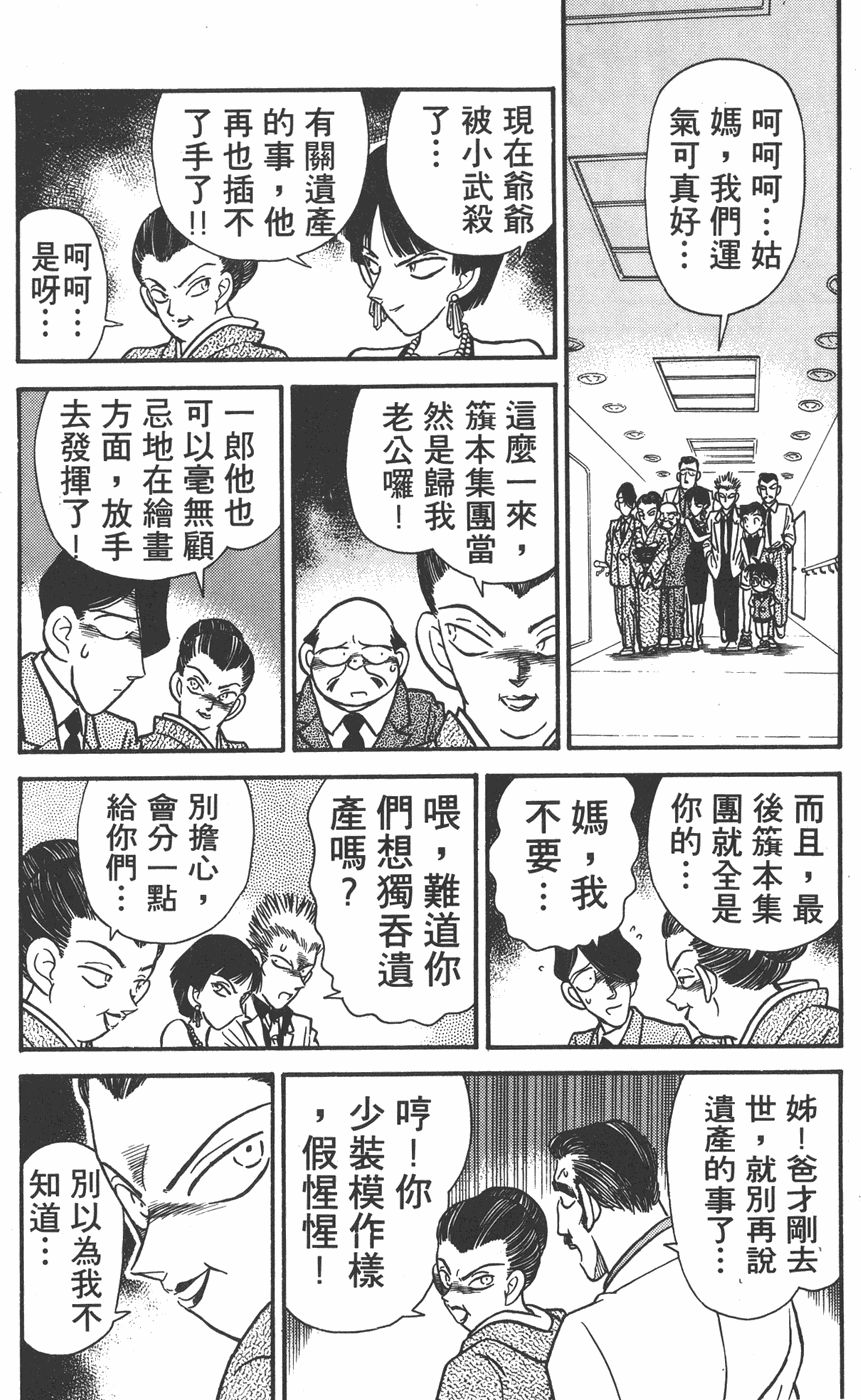 呵呵呵…姑
媽，我們運
氣可真好…
現在爺爺
被小武殺
了…
有關遺產
的事，他
再也插不
了手了!!
呵呵…
是呀…
這麼一來，
籏本集團當
然是歸我
老公囉！
一郎他也
可以毫無顧
忌地在繪畫
方面，放手
去發揮了！
而且，最
後籏本集
團就全是
你的…
媽，我
不要…
喂，難道你
們想獨吞遺
產嗎？
別擔心，
會分一點
給你們…
姊！爸才剛去
世，就別再說
遺產的事了…
哼！你
少裝模作樣
，假惺惺！
別以為我不
知道…